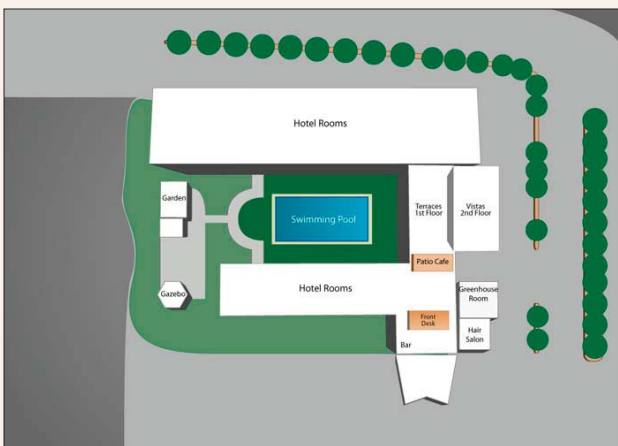 Hotel Rooms
Garden
Swimming Pool
Terraces
1st Floor
Vistas
2nd Floor
Patio Cafe
Gazebo
Hotel Rooms
Greenhouse
Room
Front
Desk
Hair
Salon
Bar